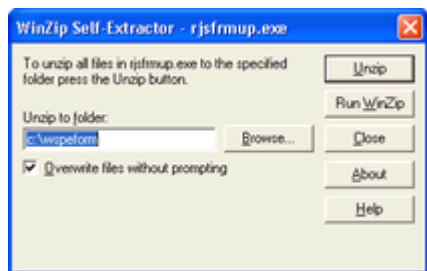 WinZip Self-Extractor - rjsfrmup.exe
To unzip all files in rjsfrmup.exe to the specified
folder press the Unzip button.
Unzip to folder:
c:\wspeform
Browse...
Overwrite files without prompting
Unzip
Run WinZip
Close
About
Help